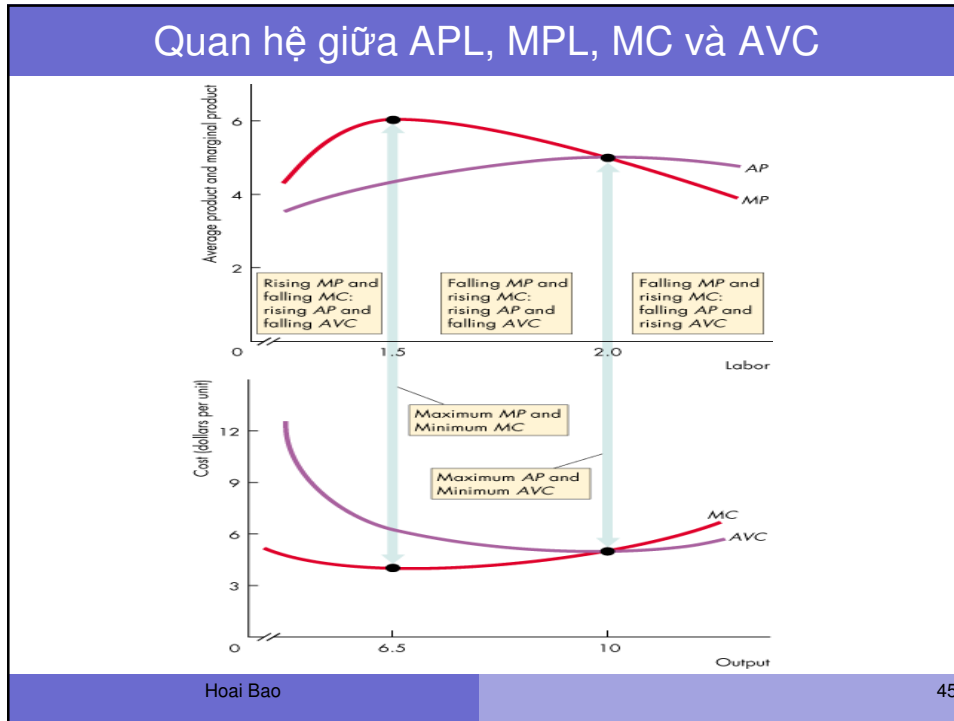 Quan hệ giữa APL, MPL, MC và AVC
Average product and marginal product
6
4
2
0
AP
MP
Rising MP and
falling MC:
rising AP and
falling AVC
Falling MP and
rising MC:
rising AP and
falling AVC
Falling MP and
rising MC:
falling AP and
rising AVC
1.5
2.0
Labor
Cost (dollars per unit)
12
9
6
3
0
Maximum MP and
Minimum MC
Maximum AP and
Minimum AVC
MC
AVC
6.5
10
Output
Hoai Bao
45